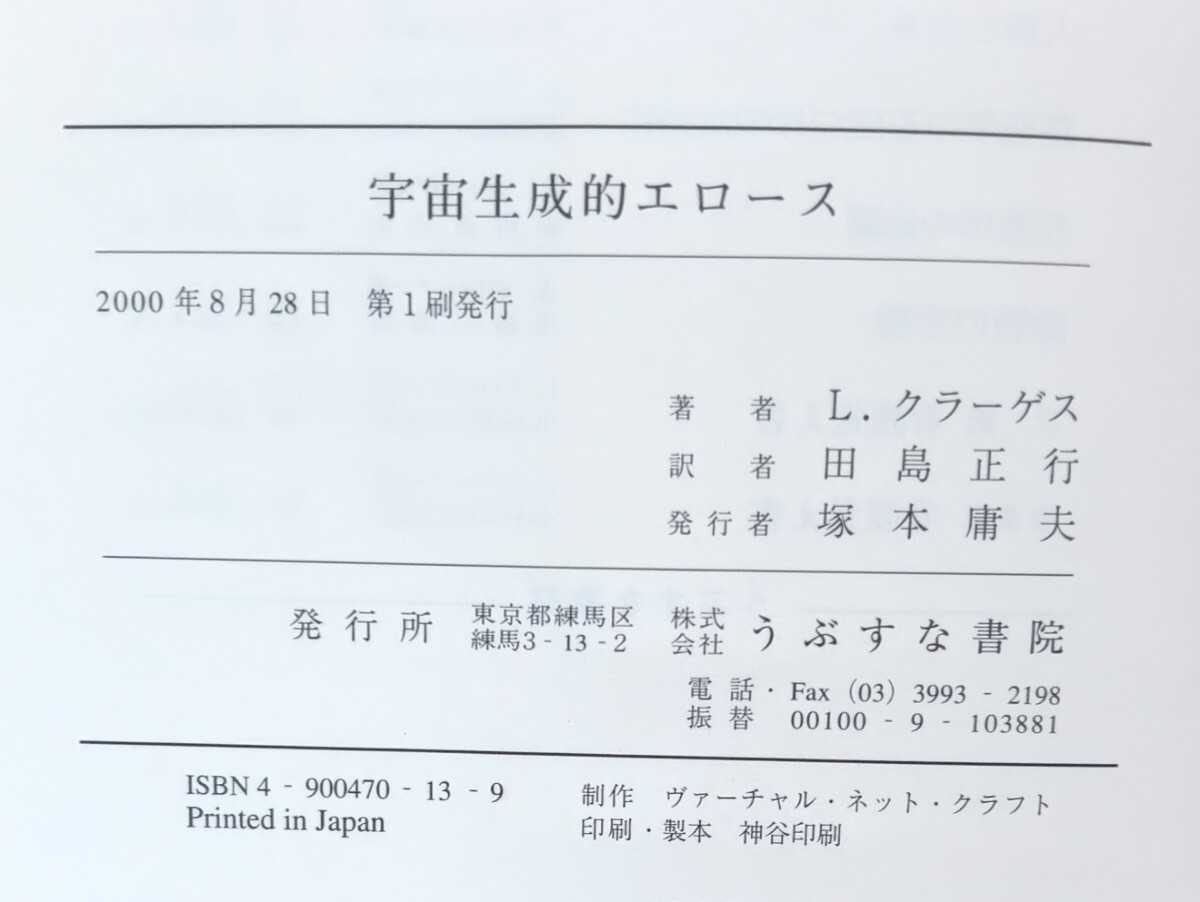 宇宙生成的エロース
2000年8月28日 第1刷発行
著者 L.クラーゲス
訳者 田島正行
発行者 塚本庸夫
発行所 東京都練馬区練馬3-13-2 株式会社 うぶすな書院
電話・Fax (03) 3993-2198
振替 00100-9-103881
ISBN4-900470-13-9
Printed in Japan
制作 ヴァーチャル・ネット・クラフト
印刷・製本 神谷印刷